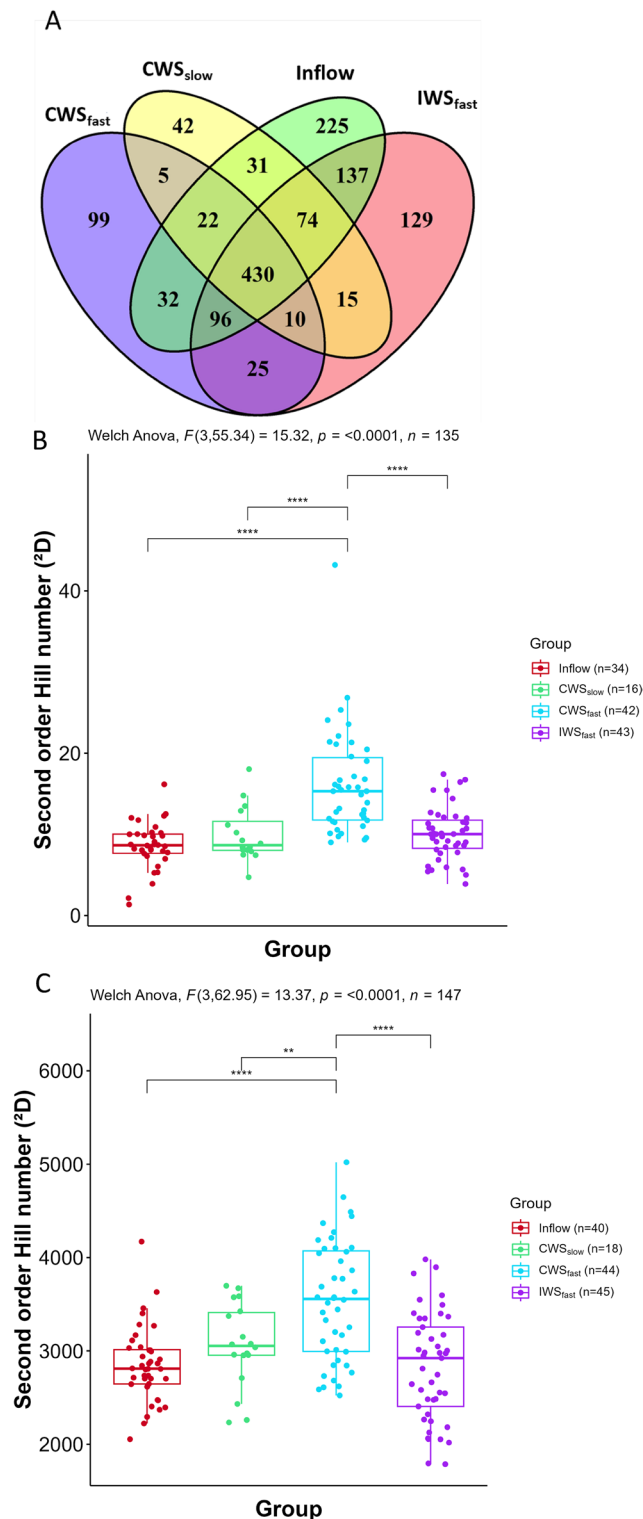 A
CWSslow
Inflow
CWSfast
IWSfast
42
225
5
31
137
99
22
74
129
430
32
96
10
15
25
B
Welch Anova, F(3,55.34) = 15.32, p = <0.0001, n = 135
****
****
****
Second order Hill number (²D)
40
20
0
Group
Group
Inflow (n=34)
CWSslow (n=16)
CWSfast (n=42)
IWSfast (n=43)
C
Welch Anova, F(3,62.95) = 13.37, p = <0.0001, n = 147
****
**
****
Second order Hill number (²D)
6000
5000
4000
3000
2000
Group
Group
Inflow (n=40)
CWSslow (n=18)
CWSfast (n=44)
IWSfast (n=45)